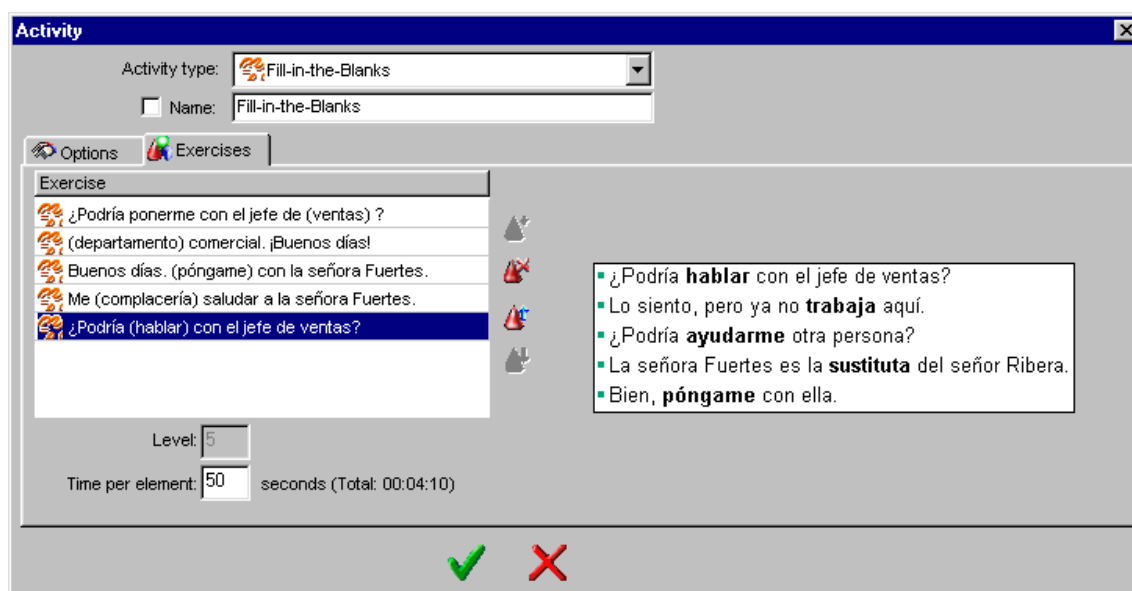 Activity
Activity type: Fill-in-the-Blanks
Name: Fill-in-the-Blanks
Options Exercises
Exercise
¿Podría ponerme con el jefe de (ventas) ?
(departamento) comercial. ¡Buenos días!
Buenos días. (póngame) con la señora Fuertes.
Me (complacería) saludar a la señora Fuertes.
¿Podría (hablar) con el jefe de ventas?
¿Podría hablar con el jefe de ventas?
Lo siento, pero ya no trabaja aquí.
¿Podría ayudarme otra persona?
La señora Fuertes es la sustituta del señor Ribera.
Bien, póngame con ella.
Level: 5
Time per element: 50 seconds (Total: 00:04:10)